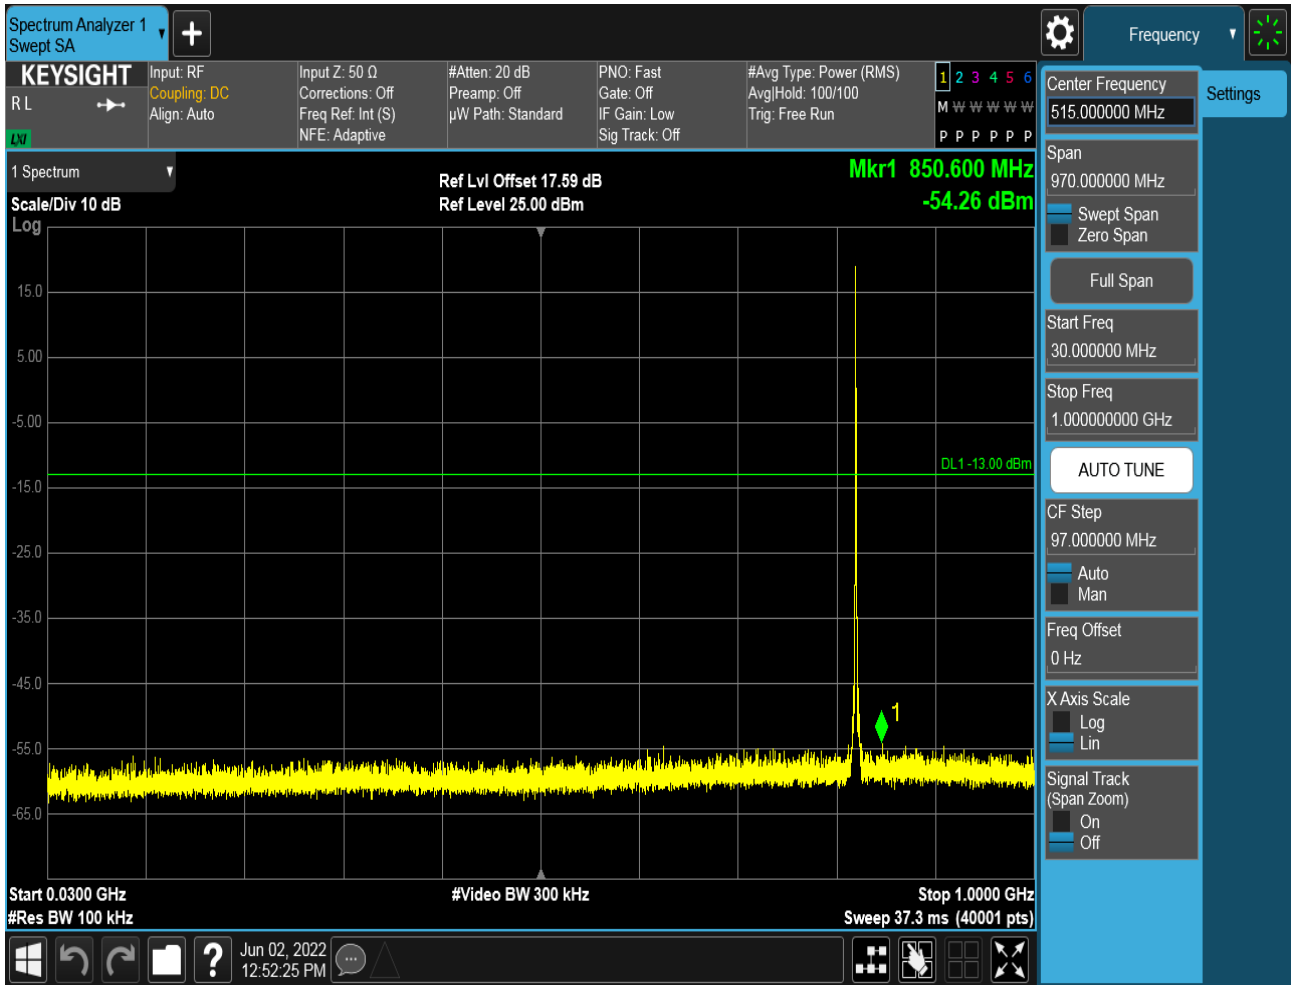 Spectrum Analyzer 1
Swept SA
Frequency
KEYSIGHT
R L
LXI
Input: RF
Coupling: DC
Align: Auto
Input Z: 50 Ω
Corrections: Off
Freq Ref: Int (S)
NFE: Adaptive
#Atten: 20 dB
Preamp: Off
µW Path: Standard
PNO: Fast
Gate: Off
IF Gain: Low
Sig Track: Off
#Avg Type: Power (RMS)
Avg|Hold: 100/100
Trig: Free Run
1 2 3 4 5 6
M W W W W W
P P P P P P
1 Spectrum
Scale/Div 10 dB
Log
Ref Lvl Offset 17.59 dB
Ref Level 25.00 dBm
Mkr1 850.600 MHz
-54.26 dBm
15.0
5.00
-5.00
-15.0
-25.0
-35.0
-45.0
-55.0
-65.0
DL1 -13.00 dBm
1
Start 0.0300 GHz
#Res BW 100 kHz
#Video BW 300 kHz
Stop 1.0000 GHz
Sweep 37.3 ms (40001 pts)
Center Frequency
515.000000 MHz
Settings
Span
970.000000 MHz
Swept Span
Zero Span
Full Span
Start Freq
30.000000 MHz
Stop Freq
1.000000000 GHz
AUTO TUNE
CF Step
97.000000 MHz
Auto
Man
Freq Offset
0 Hz
X Axis Scale
Log
Lin
Signal Track
(Span Zoom)
On
Off
?
Jun 02, 2022
12:52:25 PM